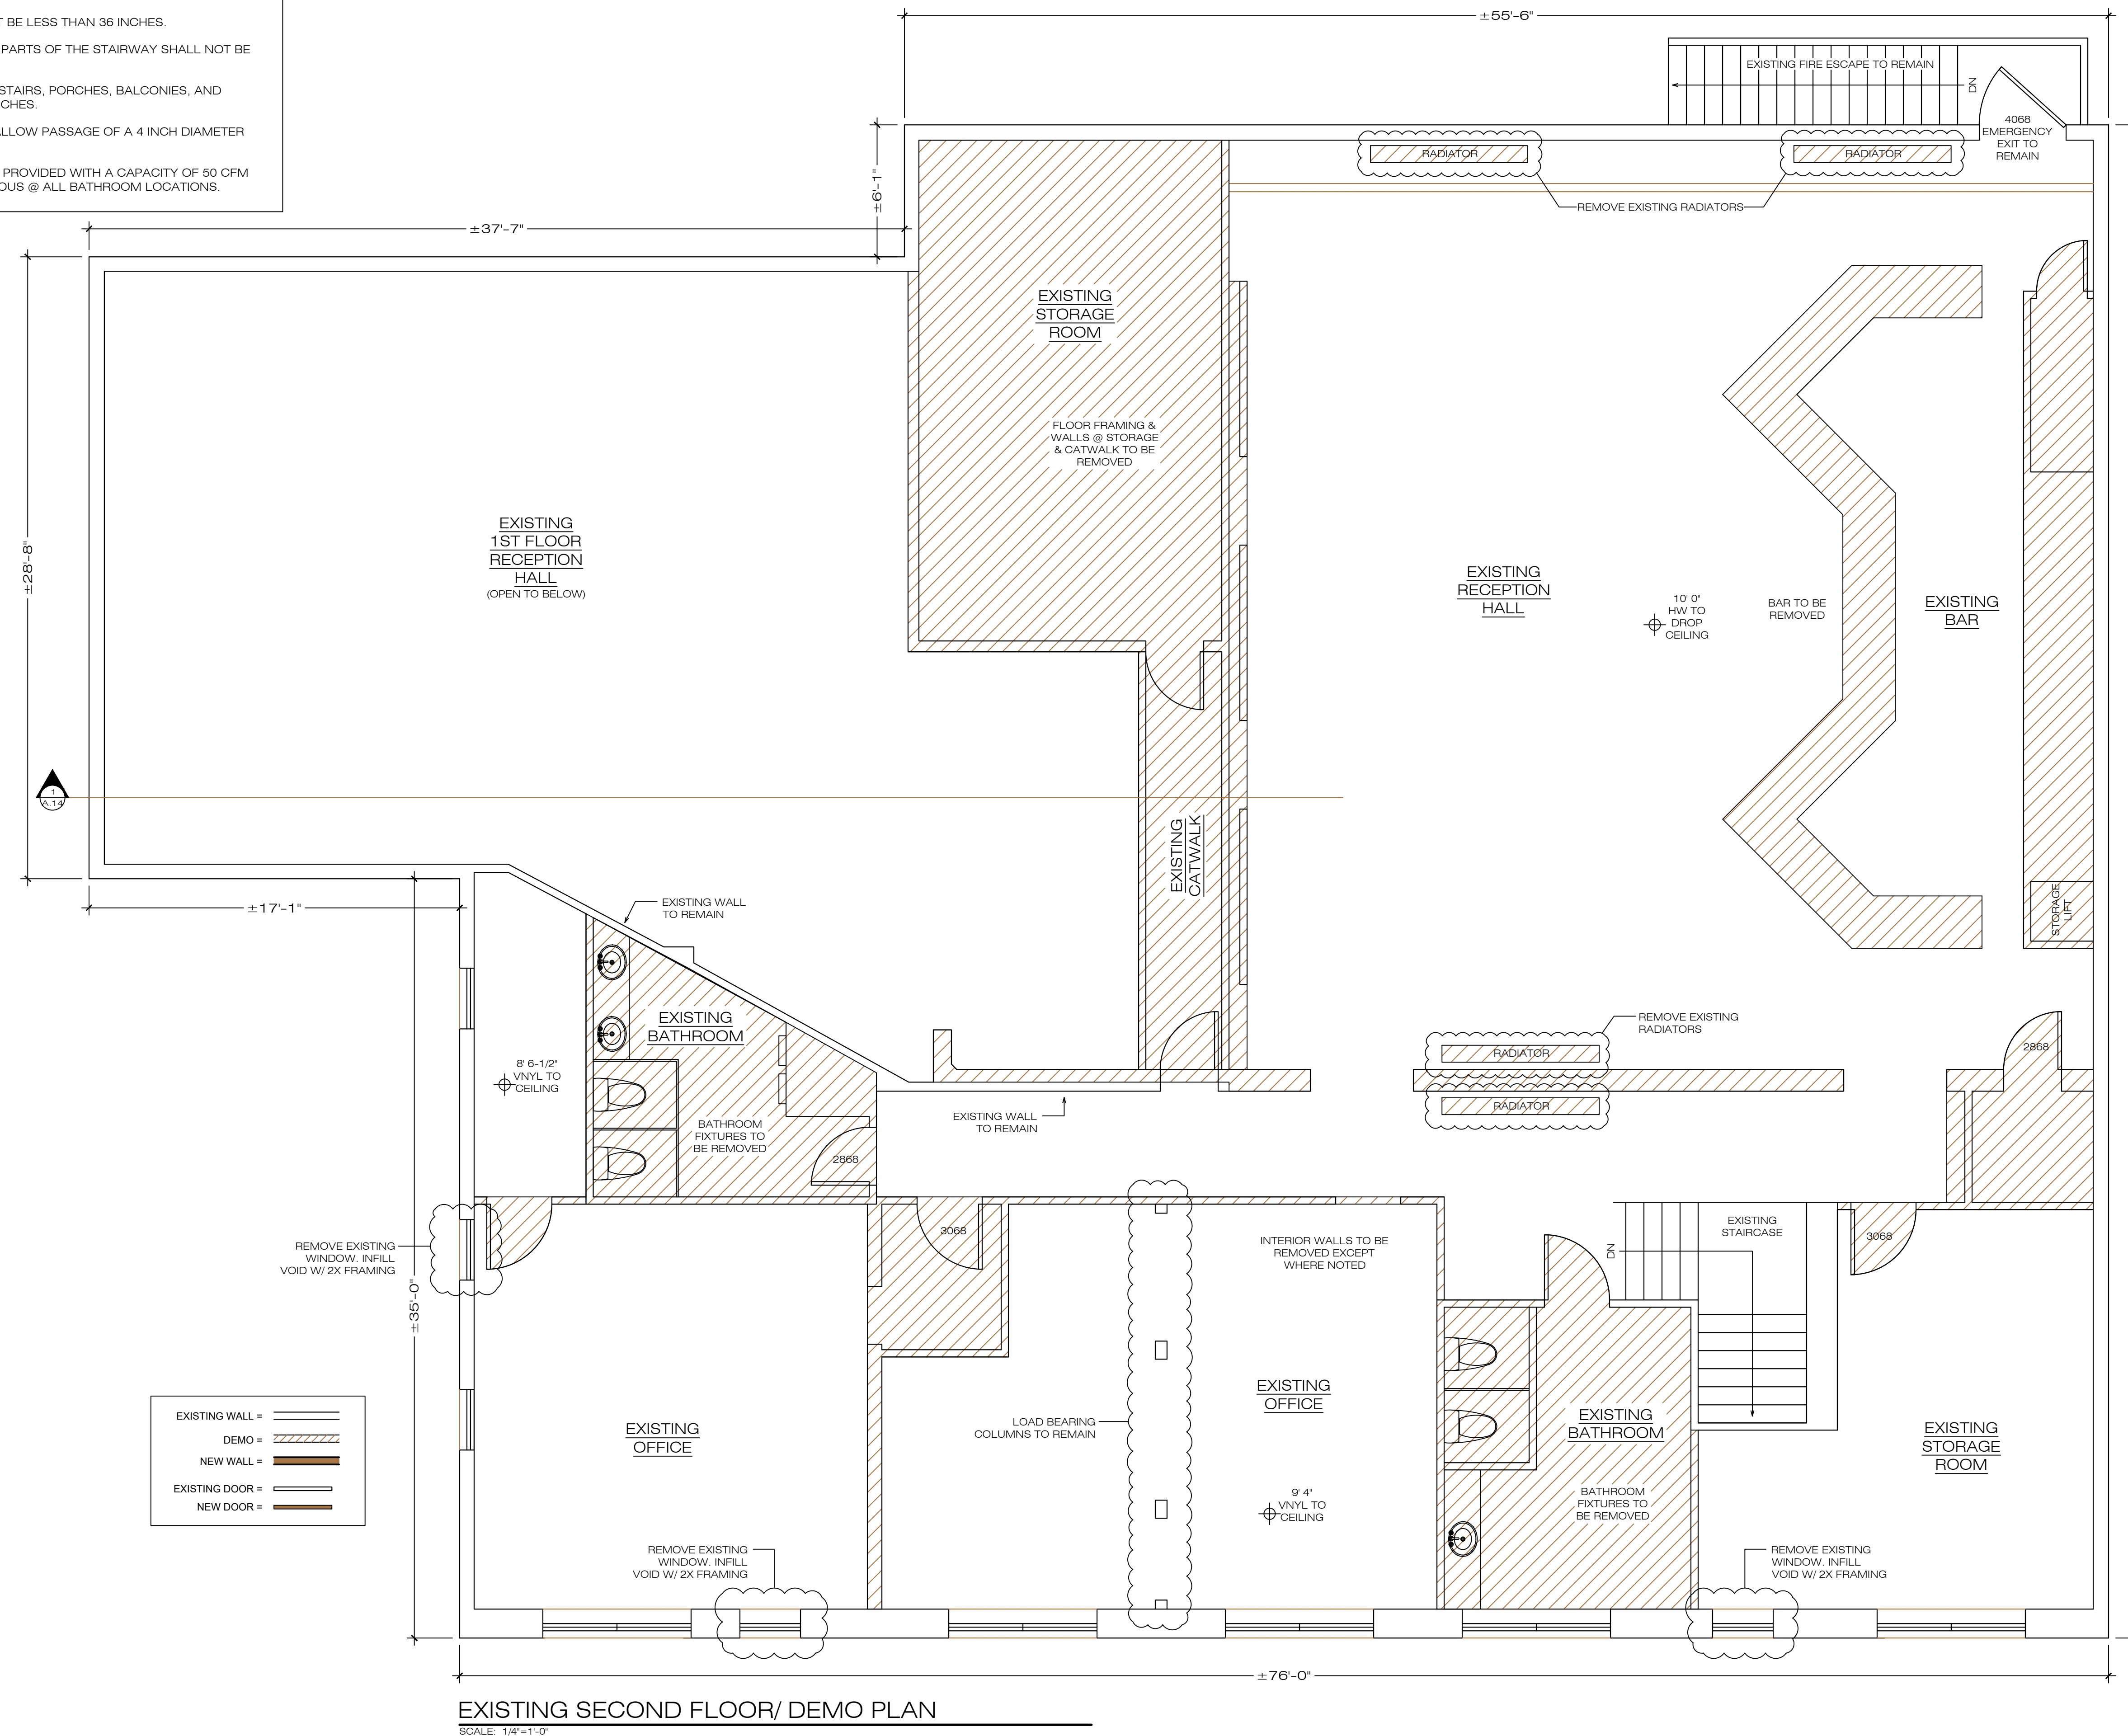 T BE LESS THAN 36 INCHES.
PARTS OF THE STAIRWAY SHALL NOT BE
STAIRS, PORCHES, BALCONIES, AND
CHES.
ALLOW PASSAGE OF A 4 INCH DIAMETER
PROVIDED WITH A CAPACITY OF 50 CFM
OUS @ ALL BATHROOM LOCATIONS.
±55'-6"
EXISTING FIRE ESCAPE TO REMAIN
DN
4068
EMERGENCY
EXIT TO
REMAIN
RADIATOR
RADIATOR
REMOVE EXISTING RADIATORS
±6'-1"
±37'-7"
±28'-8"
EXISTING
STORAGE
ROOM
FLOOR FRAMING &
WALLS @ STORAGE
& CATWALK TO BE
REMOVED
EXISTING
1ST FLOOR
RECEPTION
HALL
(OPEN TO BELOW)
EXISTING
RECEPTION
HALL
10' 0"
HW TO
DROP
CEILING
BAR TO BE
REMOVED
EXISTING
BAR
1
A.14
EXISTING
CATWALK
STORAGE
LIFT
±17'-1"
EXISTING WALL
TO REMAIN
EXISTING
BATHROOM
8' 6-1/2"
VNYL TO
CEILING
BATHROOM
FIXTURES TO
BE REMOVED
2868
EXISTING WALL
TO REMAIN
REMOVE EXISTING
RADIATORS
RADIATOR
RADIATOR
2868
REMOVE EXISTING
WINDOW. INFILL
VOID W/ 2X FRAMING
±35'-0"
3068
INTERIOR WALLS TO BE
REMOVED EXCEPT
WHERE NOTED
DN
EXISTING
STAIRCASE
3068
EXISTING
OFFICE
LOAD BEARING
COLUMNS TO REMAIN
EXISTING
OFFICE
9' 4"
VNYL TO
CEILING
EXISTING
BATHROOM
BATHROOM
FIXTURES TO
BE REMOVED
EXISTING
STORAGE
ROOM
EXISTING WALL =
DEMO =
NEW WALL =
EXISTING DOOR =
NEW DOOR =
REMOVE EXISTING
WINDOW. INFILL
VOID W/ 2X FRAMING
REMOVE EXISTING
WINDOW. INFILL
VOID W/ 2X FRAMING
±76'-0"
EXISTING SECOND FLOOR/ DEMO PLAN
SCALE: 1/4"=1'-0"